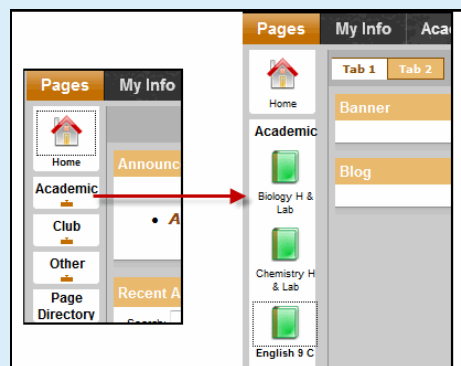 Pages My Info
Home
Academic
Club
Other
Page
Directory
Announc
• A
Recent A
Pages My Info Aca
Tab 1 Tab 2
Home
Academic
Banner
Blog
Biology H &
Lab
Chemistry H
& Lab
English 9 C